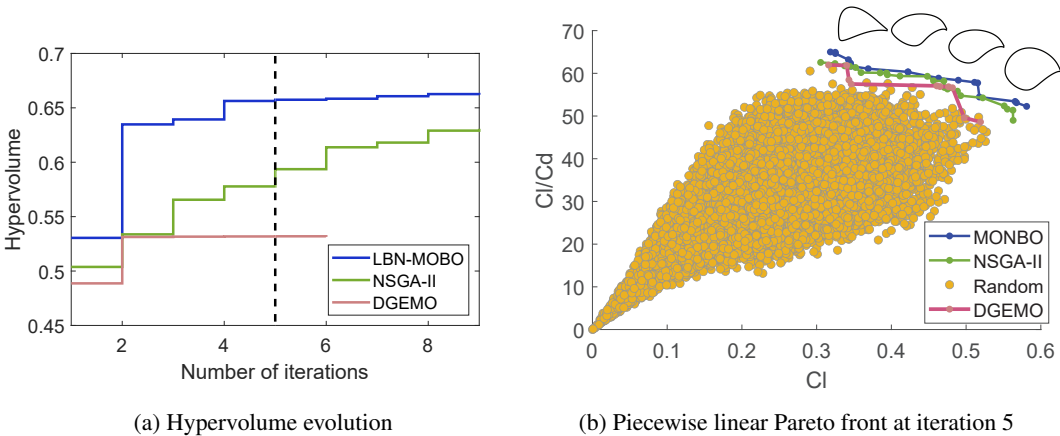 0.7
0.65
0.6
0.55
0.5
0.45
Hypervolume
2 4 6 8
Number of iterations
LBN-MOBO
NSGA-II
DGEMO
(a) Hypervolume evolution
70
60
50
40
30
20
10
0
Cl/Cd
0 0.1 0.2 0.3 0.4 0.5 0.6
Cl
MONBO
NSGA-II
Random
DGEMO
(b) Piecewise linear Pareto front at iteration 5